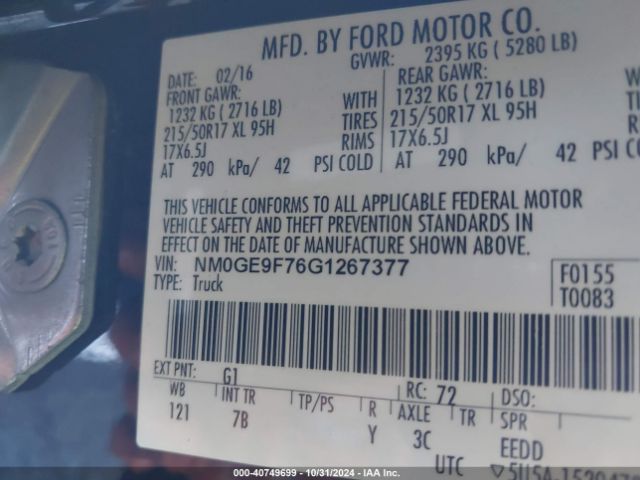 MFD. BY FORD MOTOR CO.
DATE: 02/16 GVWR: 2395 KG ( 5280 LB)
FRONT GAWR: REAR GAWR:
1232 KG ( 2716 LB) WITH 1232 KG ( 2716 LB)
215/50R17 XL 95H TIRES 215/50R17 XL 95H
17X6.5J RIMS 17X6.5J
AT 290 kPa/ 42 PSI COLD AT 290 kPa/ 42 PSI
THIS VEHICLE CONFORMS TO ALL APPLICABLE FEDERAL MOTOR
VEHICLE SAFETY AND THEFT PREVENTION STANDARDS IN
EFFECT ON THE DATE OF MANUFACTURE SHOWN ABOVE.
VIN: NM0GE9F76G1267377 F0155
TYPE: Truck T0083
EXT PNT: G1 RC: 72 DSO:
WB INT TR TP/PS R AXLE TR SPR
121 7B Y 3C EEDD
UTC
000-40749699 - 10/31/2024 - IAAI.com